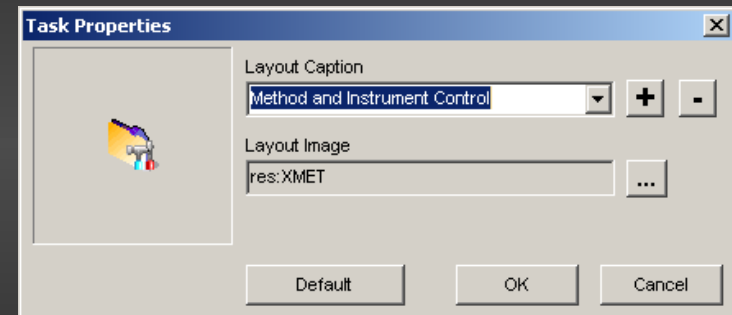 Task Properties
Layout Caption
Method and Instrument Control
+ -
Layout Image
res:XMET
...
Default OK Cancel